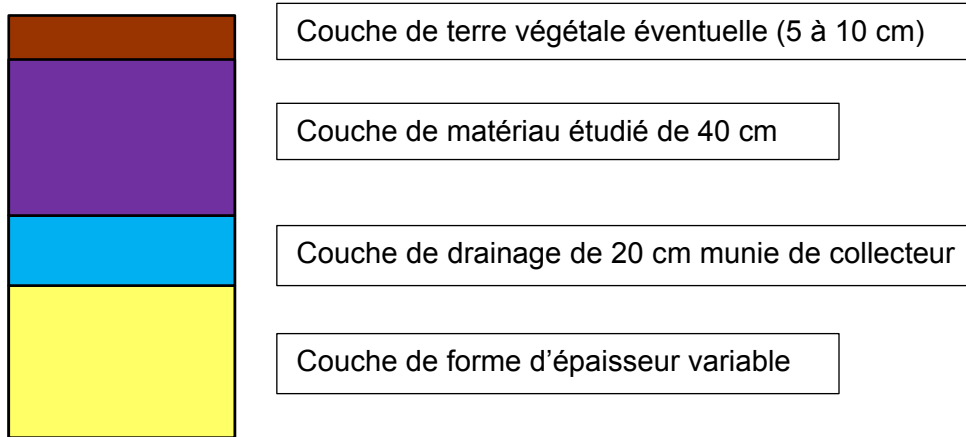 Couche de terre végétale éventuelle (5 à 10 cm)
Couche de matériau étudié de 40 cm
Couche de drainage de 20 cm munie de collecteur
Couche de forme d’épaisseur variable